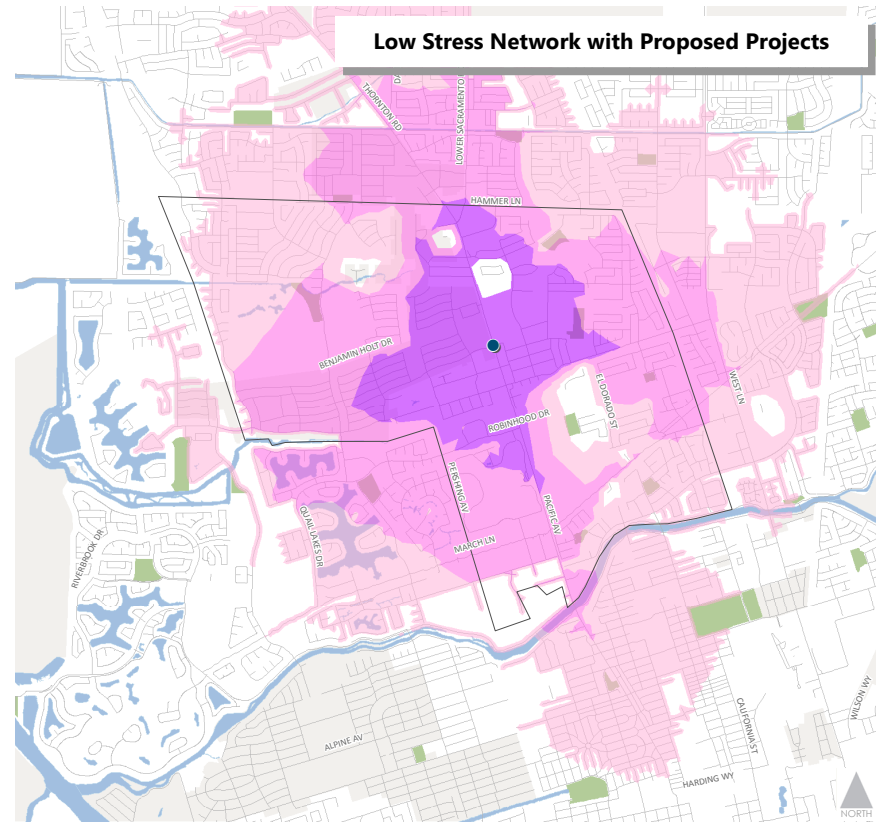 Low Stress Network with Proposed Projects
THORNTON RD
LOWER SACRAMENTO
HAMMER LN
BENJAMIN HOLT DR
EL DORADO ST
WEST LN
ROBINHOOD DR
PERSHING AV
PACIFIC AV
QUAIL LAKES DR
MARCH LN
RIVERBROOK DR
ALPINE AV
CALIFORNIA ST
WILSON WY
HARDING WY
NORTH